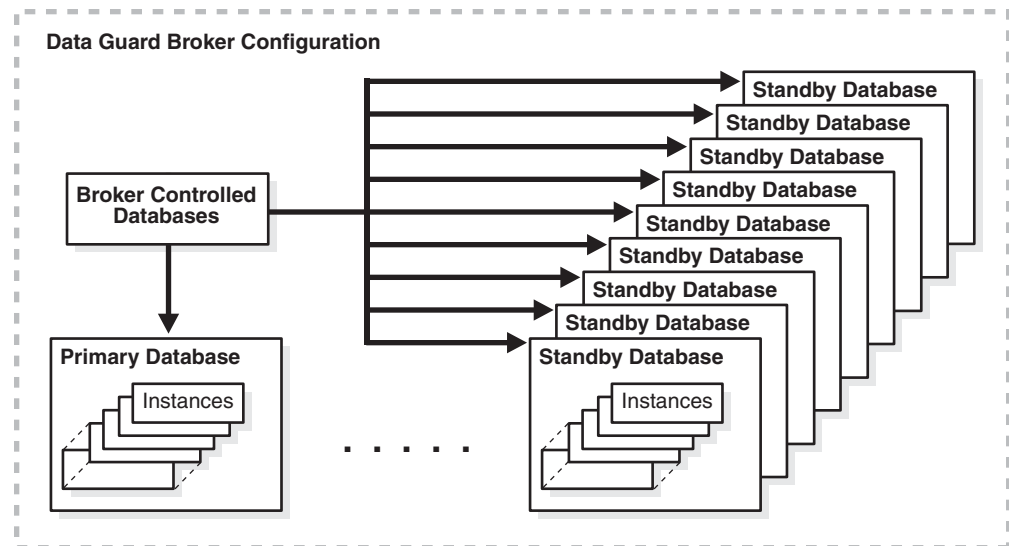 Data Guard Broker Configuration
Standby Database
Standby Database
Standby Database
Standby Database
Standby Database
Standby Database
Standby Database
Standby Database
Standby Database
Broker Controlled
Databases
Primary Database
Instances
. . . . .
Instances